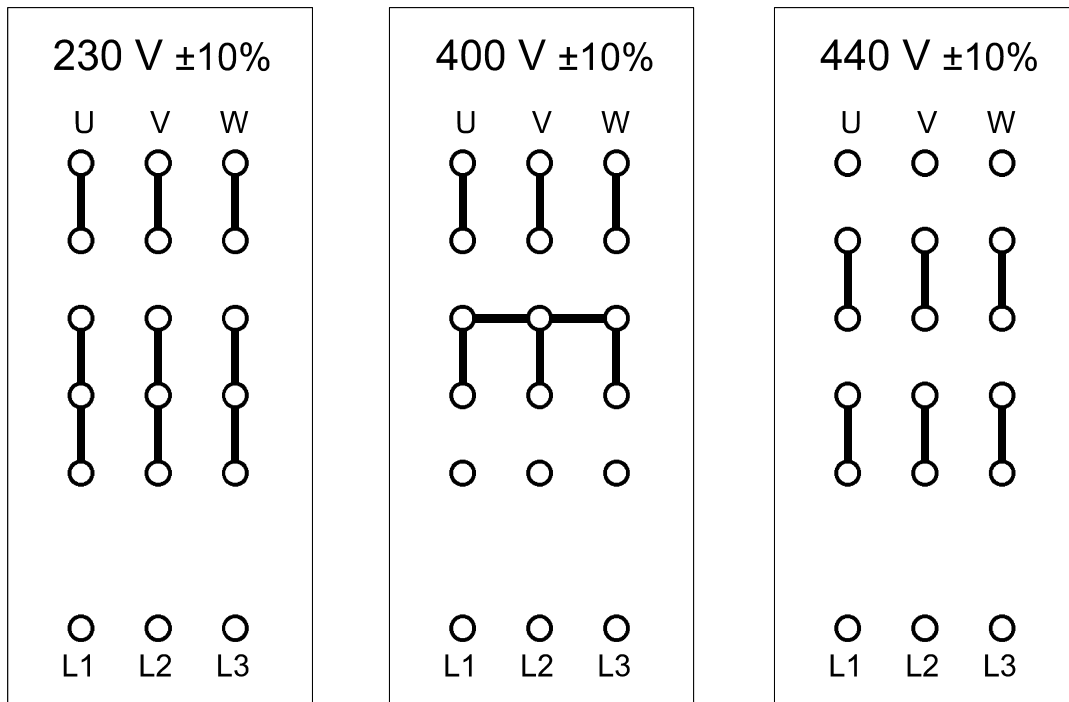 230 V ±10%
U V W
L1 L2 L3
400 V ±10%
U V W
L1 L2 L3
440 V ±10%
U V W
L1 L2 L3